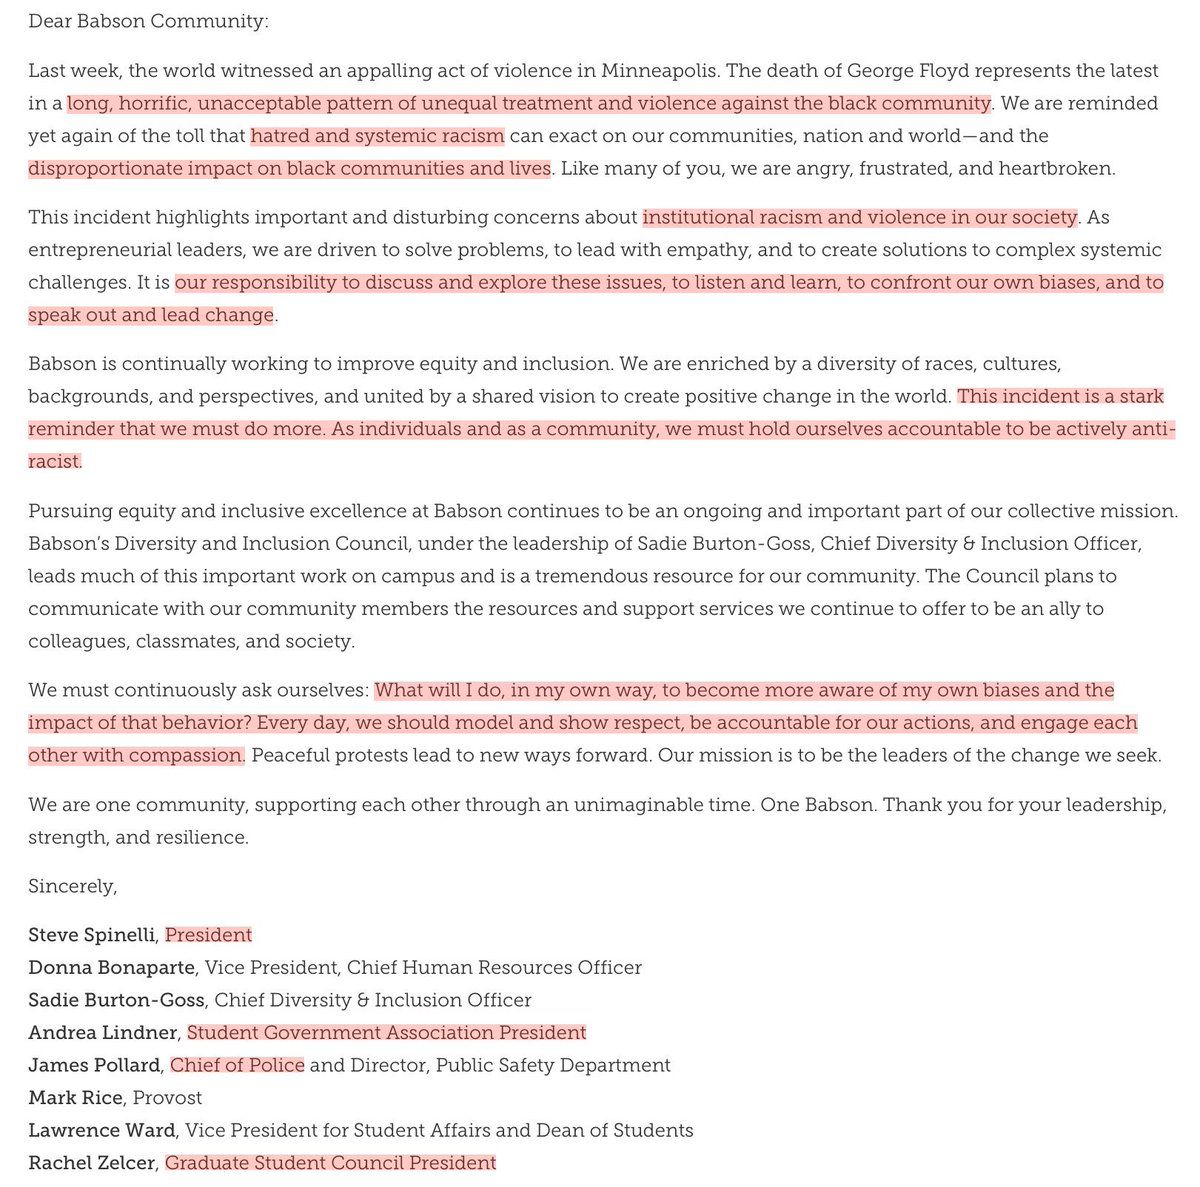 Dear Babson Community:
Last week, the world witnessed an appalling act of violence in Minneapolis. The death of George Floyd represents the latest
in a long, horrific, unacceptable pattern of unequal treatment and violence against the black community. We are reminded
yet again of the toll that hatred and systemic racism can exact on our communities, nation and world—and the
disproportionate impact on black communities and lives. Like many of you, we are angry, frustrated, and heartbroken.
This incident highlights important and disturbing concerns about institutional racism and violence in our society. As
entrepreneurial leaders, we are driven to solve problems, to lead with empathy, and to create solutions to complex systemic
challenges. It is our responsibility to discuss and explore these issues, to listen and learn, to confront our own biases, and to
speak out and lead change.
Babson is continually working to improve equity and inclusion. We are enriched by a diversity of races, cultures,
backgrounds, and perspectives, and united by a shared vision to create positive change in the world. This incident is a stark
reminder that we must do more. As individuals and as a community, we must hold ourselves accountable to be actively anti-
racist.
Pursuing equity and inclusive excellence at Babson continues to be an ongoing and important part of our collective mission.
Babson's Diversity and Inclusion Council, under the leadership of Sadie Burton-Goss, Chief Diversity & Inclusion Officer,
leads much of this important work on campus and is a tremendous resource for our community. The Council plans to
communicate with our community members the resources and support services we continue to offer to be an ally to
colleagues, classmates, and society.
We must continuously ask ourselves: What will I do, in my own way, to become more aware of my own biases and the
impact of that behavior? Every day, we should model and show respect, be accountable for our actions, and engage each
other with compassion. Peaceful protests lead to new ways forward. Our mission is to be the leaders of the change we seek.
We are one community, supporting each other through an unimaginable time. One Babson. Thank you for your leadership,
strength, and resilience.
Sincerely,
Steve Spinelli, President
Donna Bonaparte, Vice President, Chief Human Resources Officer
Sadie Burton-Goss, Chief Diversity & Inclusion Officer
Andrea Lindner, Student Government Association President
James Pollard, Chief of Police and Director, Public Safety Department
Mark Rice, Provost
Lawrence Ward, Vice President for Student Affairs and Dean of Students
Rachel Zelcer, Graduate Student Council President